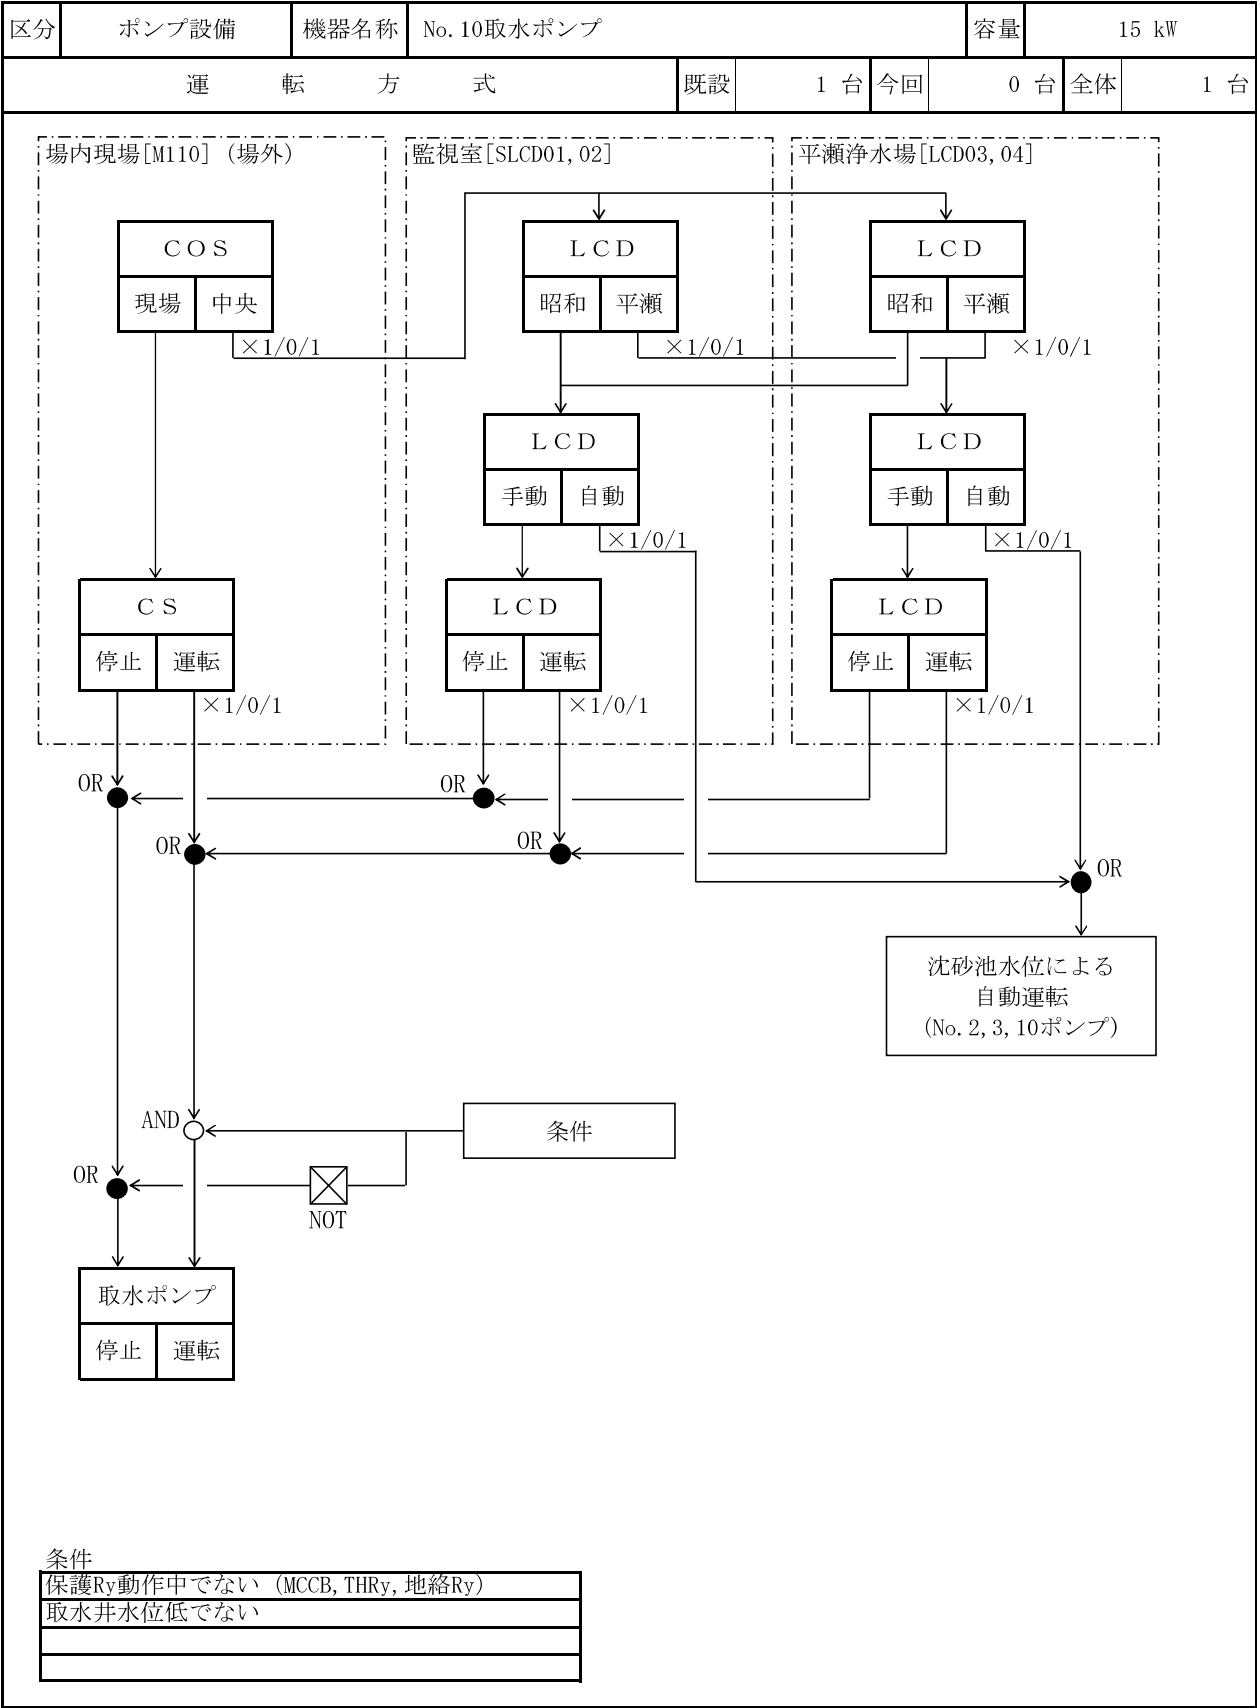 区分 ポンプ設備 機器名称 No.10取水ポンプ 容量 15 kW
運 転 方 式 既設 1 台 今回 0 台 全体 1 台
場内現場[M110]（場外） 監視室[SLCD01,02] 平瀬浄水場[LCD03,04]
ＣＯＳ ＬＣＤ ＬＣＤ
現場 中央 昭和 平瀬 昭和 平瀬
×1/0/1 ×1/0/1 ×1/0/1
ＬＣＤ ＬＣＤ
手動 自動 手動 自動
×1/0/1 ×1/0/1
ＣＳ ＬＣＤ ＬＣＤ
停止 運転 停止 運転 停止 運転
×1/0/1 ×1/0/1 ×1/0/1
OR OR
OR OR
OR
沈砂池水位による
自動運転
(No.2,3,10ポンプ)
AND 条件
OR
NOT
取水ポンプ
停止 運転
条件
保護Ry動作中でない（MCCB,THRy,地絡Ry）
取水井水位低でない